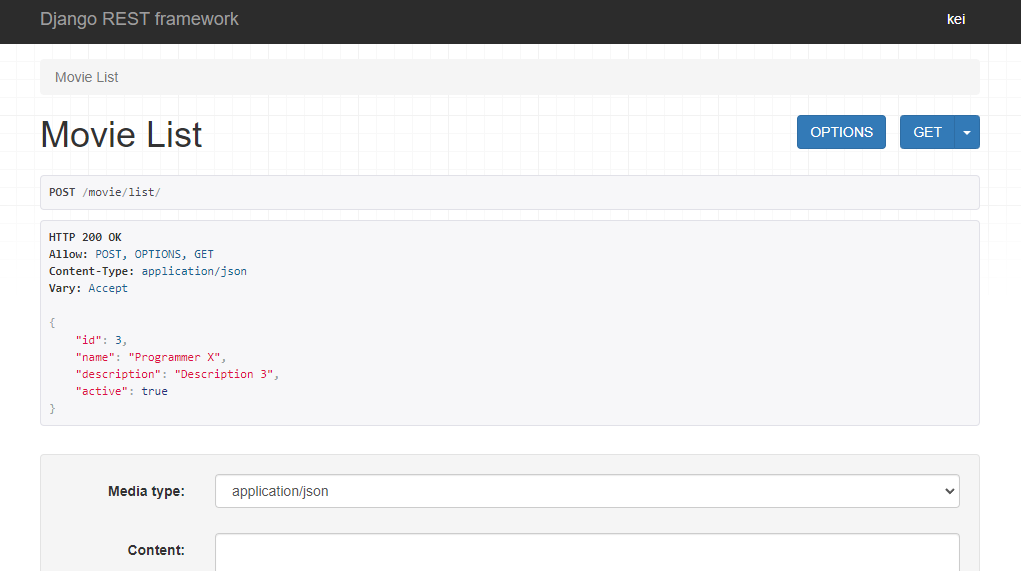 Django REST framework
kei
Movie List
Movie List
OPTIONS
GET
POST /movie/list/
HTTP 200 OK
Allow: POST, OPTIONS, GET
Content-Type: application/json
Vary: Accept
{
    "id": 3,
    "name": "Programmer X",
    "description": "Description 3",
    "active": true
}
Media type:
application/json
Content: